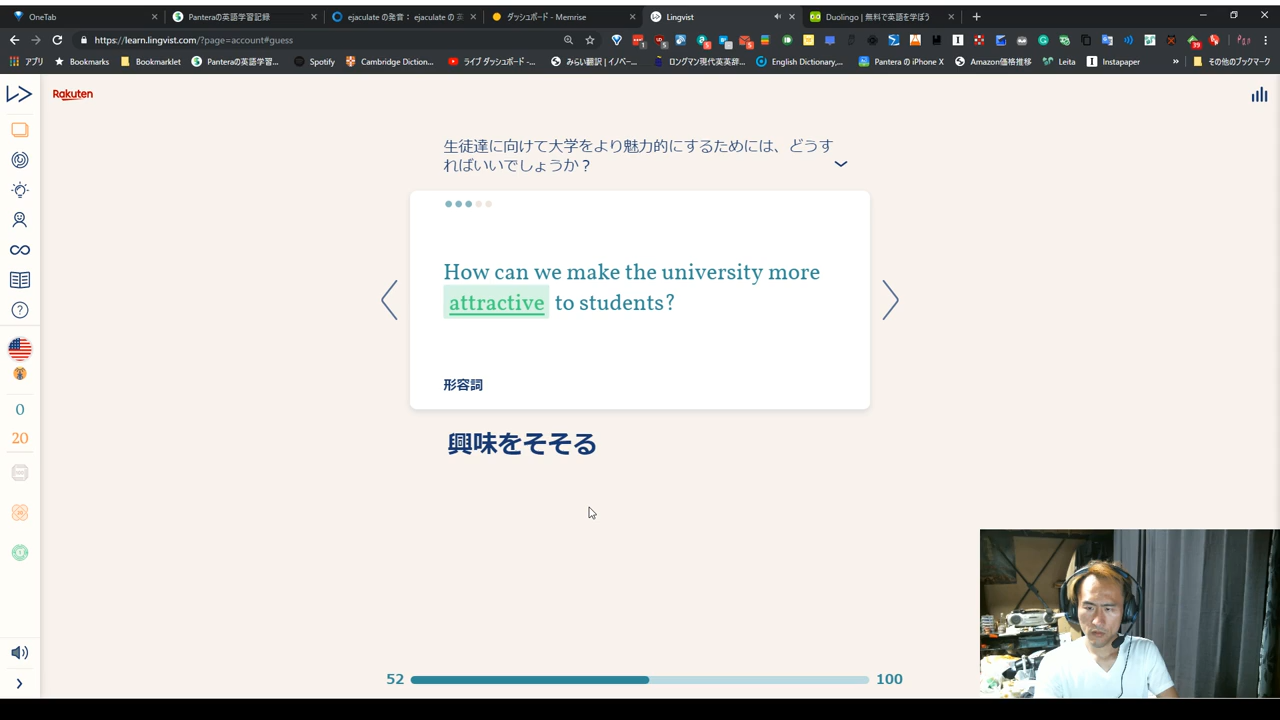 OneTab
Panteraの英語学習記録
ejaculate の発音： ejaculate の 英
ダッシュボード - Memrise
Lingvist
Duolingo | 無料で英語を学ぼう
https://learn.lingvist.com/?page=account#guess
アプリ
Bookmarks
Bookmarklet
Panteraの英語学習...
Spotify
Cambridge Diction...
ライブ ダッシュボード -...
みらい翻訳 | イノベー...
ロングマン現代英英辞...
English Dictionary,...
Pantera の iPhone X
Amazon価格推移
Leita
Instapaper
»
その他のブックマーク
Rakuten
生徒達に向けて大学をより魅力的にするためには、どうす
ればいいでしょうか？
How can we make the university more
attractive to students?
形容詞
興味をそそる
0
20
52
100